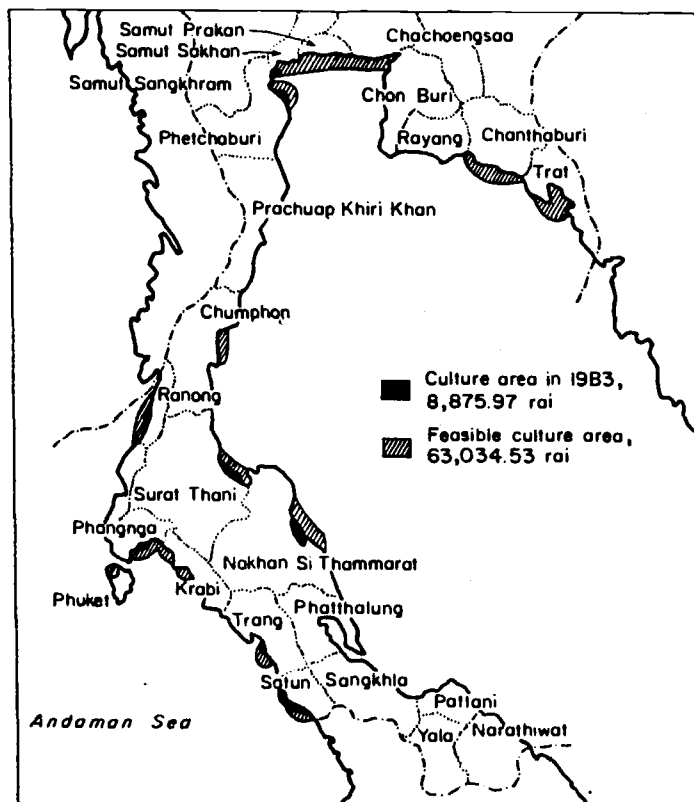 Samut Prakan
Samut Sakhan
Chachoengsaa
Samut Sangkhram
Chon Buri
Phetchaburi
Rayang
Chanthaburi
Trat
Prachuap Khiri Khan
Chumphon
Culture area in 19B3,
8,875.97 rai
Ranong
Feasible culture area,
63,034.53 rai
Surat Thani
Phangnga
Nakhan Si Thammarat
Krabi
Phuket
Phatthalung
Trang
Satun
Sangkhla
Pattani
Andaman Sea
Yala
Narathiwat